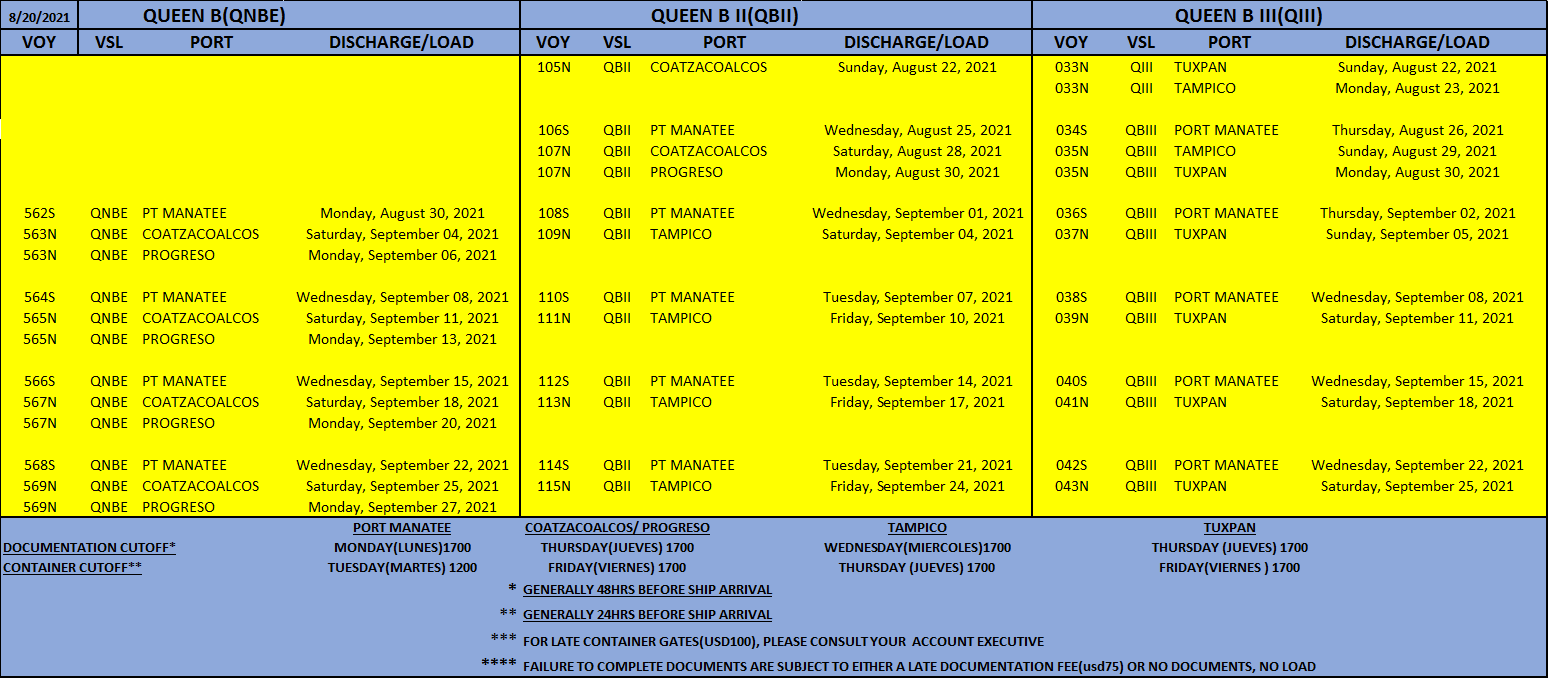 8/20/2021 QUEEN B(QNBE) QUEEN B II(QBII) QUEEN B III(QIII)
VOY VSL PORT DISCHARGE/LOAD VOY VSL PORT DISCHARGE/LOAD VOY VSL PORT DISCHARGE/LOAD
105N QBII COATZACOALCOS Sunday, August 22, 2021 033N QIII TUXPAN Sunday, August 22, 2021
033N QIII TAMPICO Monday, August 23, 2021
106S QBII PT MANATEE Wednesday, August 25, 2021 034S QBIII PORT MANATEE Thursday, August 26, 2021
107N QBII COATZACOALCOS Saturday, August 28, 2021 035N QBIII TAMPICO Sunday, August 29, 2021
107N QBII PROGRESO Monday, August 30, 2021 035N QBIII TUXPAN Monday, August 30, 2021
562S QNBE PT MANATEE Monday, August 30, 2021 108S QBII PT MANATEE Wednesday, September 01, 2021 036S QBIII PORT MANATEE Thursday, September 02, 2021
563N QNBE COATZACOALCOS Saturday, September 04, 2021 109N QBII TAMPICO Saturday, September 04, 2021 037N QBIII TUXPAN Sunday, September 05, 2021
563N QNBE PROGRESO Monday, September 06, 2021
564S QNBE PT MANATEE Wednesday, September 08, 2021 110S QBII PT MANATEE Tuesday, September 07, 2021 038S QBIII PORT MANATEE Wednesday, September 08, 2021
565N QNBE COATZACOALCOS Saturday, September 11, 2021 111N QBII TAMPICO Friday, September 10, 2021 039N QBIII TUXPAN Saturday, September 11, 2021
565N QNBE PROGRESO Monday, September 13, 2021
566S QNBE PT MANATEE Wednesday, September 15, 2021 112S QBII PT MANATEE Tuesday, September 14, 2021 040S QBIII PORT MANATEE Wednesday, September 15, 2021
567N QNBE COATZACOALCOS Saturday, September 18, 2021 113N QBII TAMPICO Friday, September 17, 2021 041N QBIII TUXPAN Saturday, September 18, 2021
567N QNBE PROGRESO Monday, September 20, 2021
568S QNBE PT MANATEE Wednesday, September 22, 2021 114S QBII PT MANATEE Tuesday, September 21, 2021 042S QBIII PORT MANATEE Wednesday, September 22, 2021
569N QNBE COATZACOALCOS Saturday, September 25, 2021 115N QBII TAMPICO Friday, September 24, 2021 043N QBIII TUXPAN Saturday, September 25, 2021
569N QNBE PROGRESO Monday, September 27, 2021
PORT MANATEE COATZACOALCOS/ PROGRESO TAMPICO TUXPAN
DOCUMENTATION CUTOFF* MONDAY(LUNES)1700 THURSDAY(JUEVES) 1700 WEDNESDAY(MIERCOLES)1700 THURSDAY (JUEVES) 1700
CONTAINER CUTOFF** TUESDAY(MARTES) 1200 FRIDAY(VIERNES) 1700 THURSDAY (JUEVES) 1700 FRIDAY(VIERNES ) 1700
* GENERALLY 48HRS BEFORE SHIP ARRIVAL
** GENERALLY 24HRS BEFORE SHIP ARRIVAL
*** FOR LATE CONTAINER GATES(USD100), PLEASE CONSULT YOUR ACCOUNT EXECUTIVE
**** FAILURE TO COMPLETE DOCUMENTS ARE SUBJECT TO EITHER A LATE DOCUMENTATION FEE(usd75) OR NO DOCUMENTS, NO LOAD